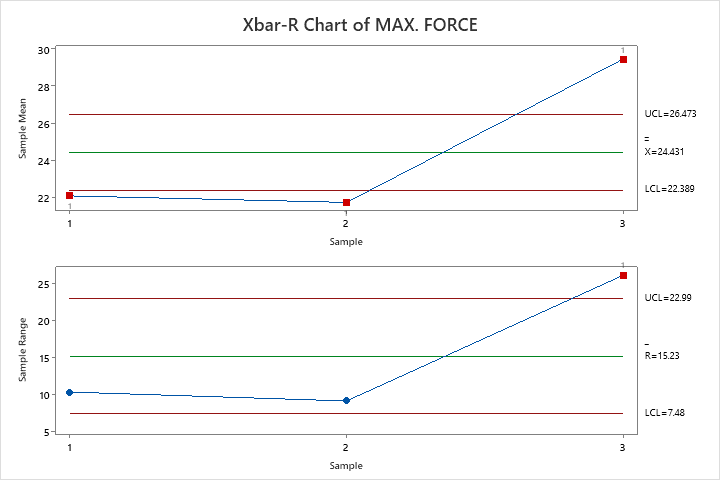 Xbar-R Chart of MAX. FORCE
30
28
26
24
22
Sample Mean
1
1
UCL=26.473
=
X=24.431
LCL=22.389
1
2
3
Sample
25
20
15
10
5
Sample Range
1
UCL=22.99
–
R=15.23
LCL=7.48
1
2
3
Sample